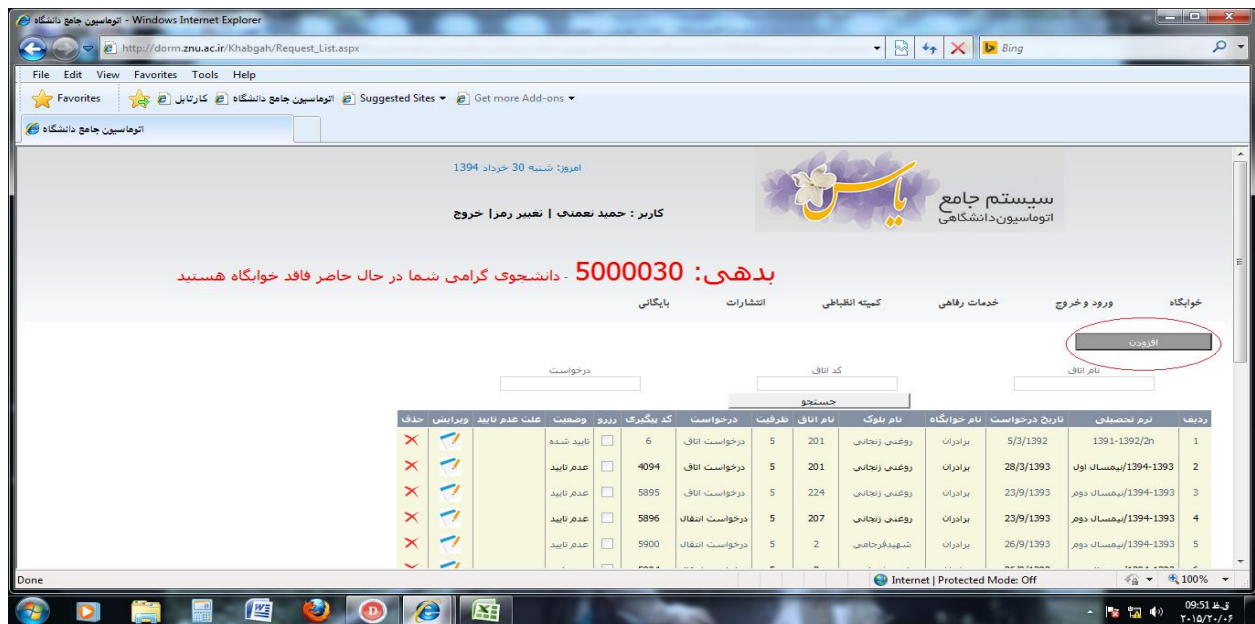 اتوماسیون جامع دانشگاه - Windows Internet Explorer
http://dorm.znu.ac.ir/Khabgah/Request_List.aspx
Bing
File Edit View Favorites Tools Help
Favorites کارتابل اتوماسیون جامع دانشگاه Suggested Sites Get more Add-ons
اتوماسیون جامع دانشگاه
امروز: شنبه 30 خرداد 1394
یاس سیستم جامع
اتوماسیون‌دانشگاهی
کاربر : حمید نعمتی | تغییر رمز| خروج
بدهی: 5000030 - دانشجوی گرامی شما در حال حاضر فاقد خوابگاه هستید
خوابگاه ورود و خروج خدمات رفاهی کمیته انظباطی انتشارات بایگانی
افزودن
نام اتاق کد اتاق درخواست
جستجو
ردیف ترم تحصیلی تاریخ درخواست نام خوابگاه نام بلوک نام اتاق ظرفیت درخواست کد پیگیری رزرو وضعیت علت عدم تایید ویرایش حذف
1 1391-1392/2n 5/3/1392 برادران روغنی زنجانی 201 5 درخواست اتاق 6 تایید شده
2 1393-1394/نیمسال اول 28/3/1393 برادران روغنی زنجانی 201 5 درخواست اتاق 4094 عدم تایید
3 1393-1394/نیمسال دوم 23/9/1393 برادران روغنی زنجانی 224 5 درخواست اتاق 5895 عدم تایید
4 1393-1394/نیمسال دوم 23/9/1393 برادران روغنی زنجانی 207 5 درخواست انتقال 5896 عدم تایید
5 1393-1394/نیمسال دوم 26/9/1393 برادران شهیدفرجامی 2 5 درخواست انتقال 5900 عدم تایید
Done Internet | Protected Mode: Off 100%
09:51 ق.ظ